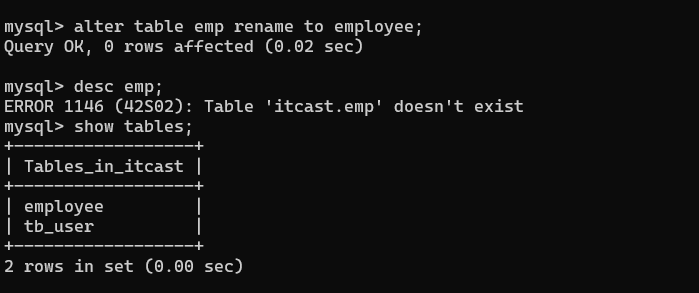 mysql> alter table emp rename to employee;
Query OK, 0 rows affected (0.02 sec)
mysql> desc emp;
ERROR 1146 (42S02): Table 'itcast.emp' doesn't exist
mysql> show tables;
+------------------+
| Tables_in_itcast |
+------------------+
| employee         |
| tb_user          |
+------------------+
2 rows in set (0.00 sec)